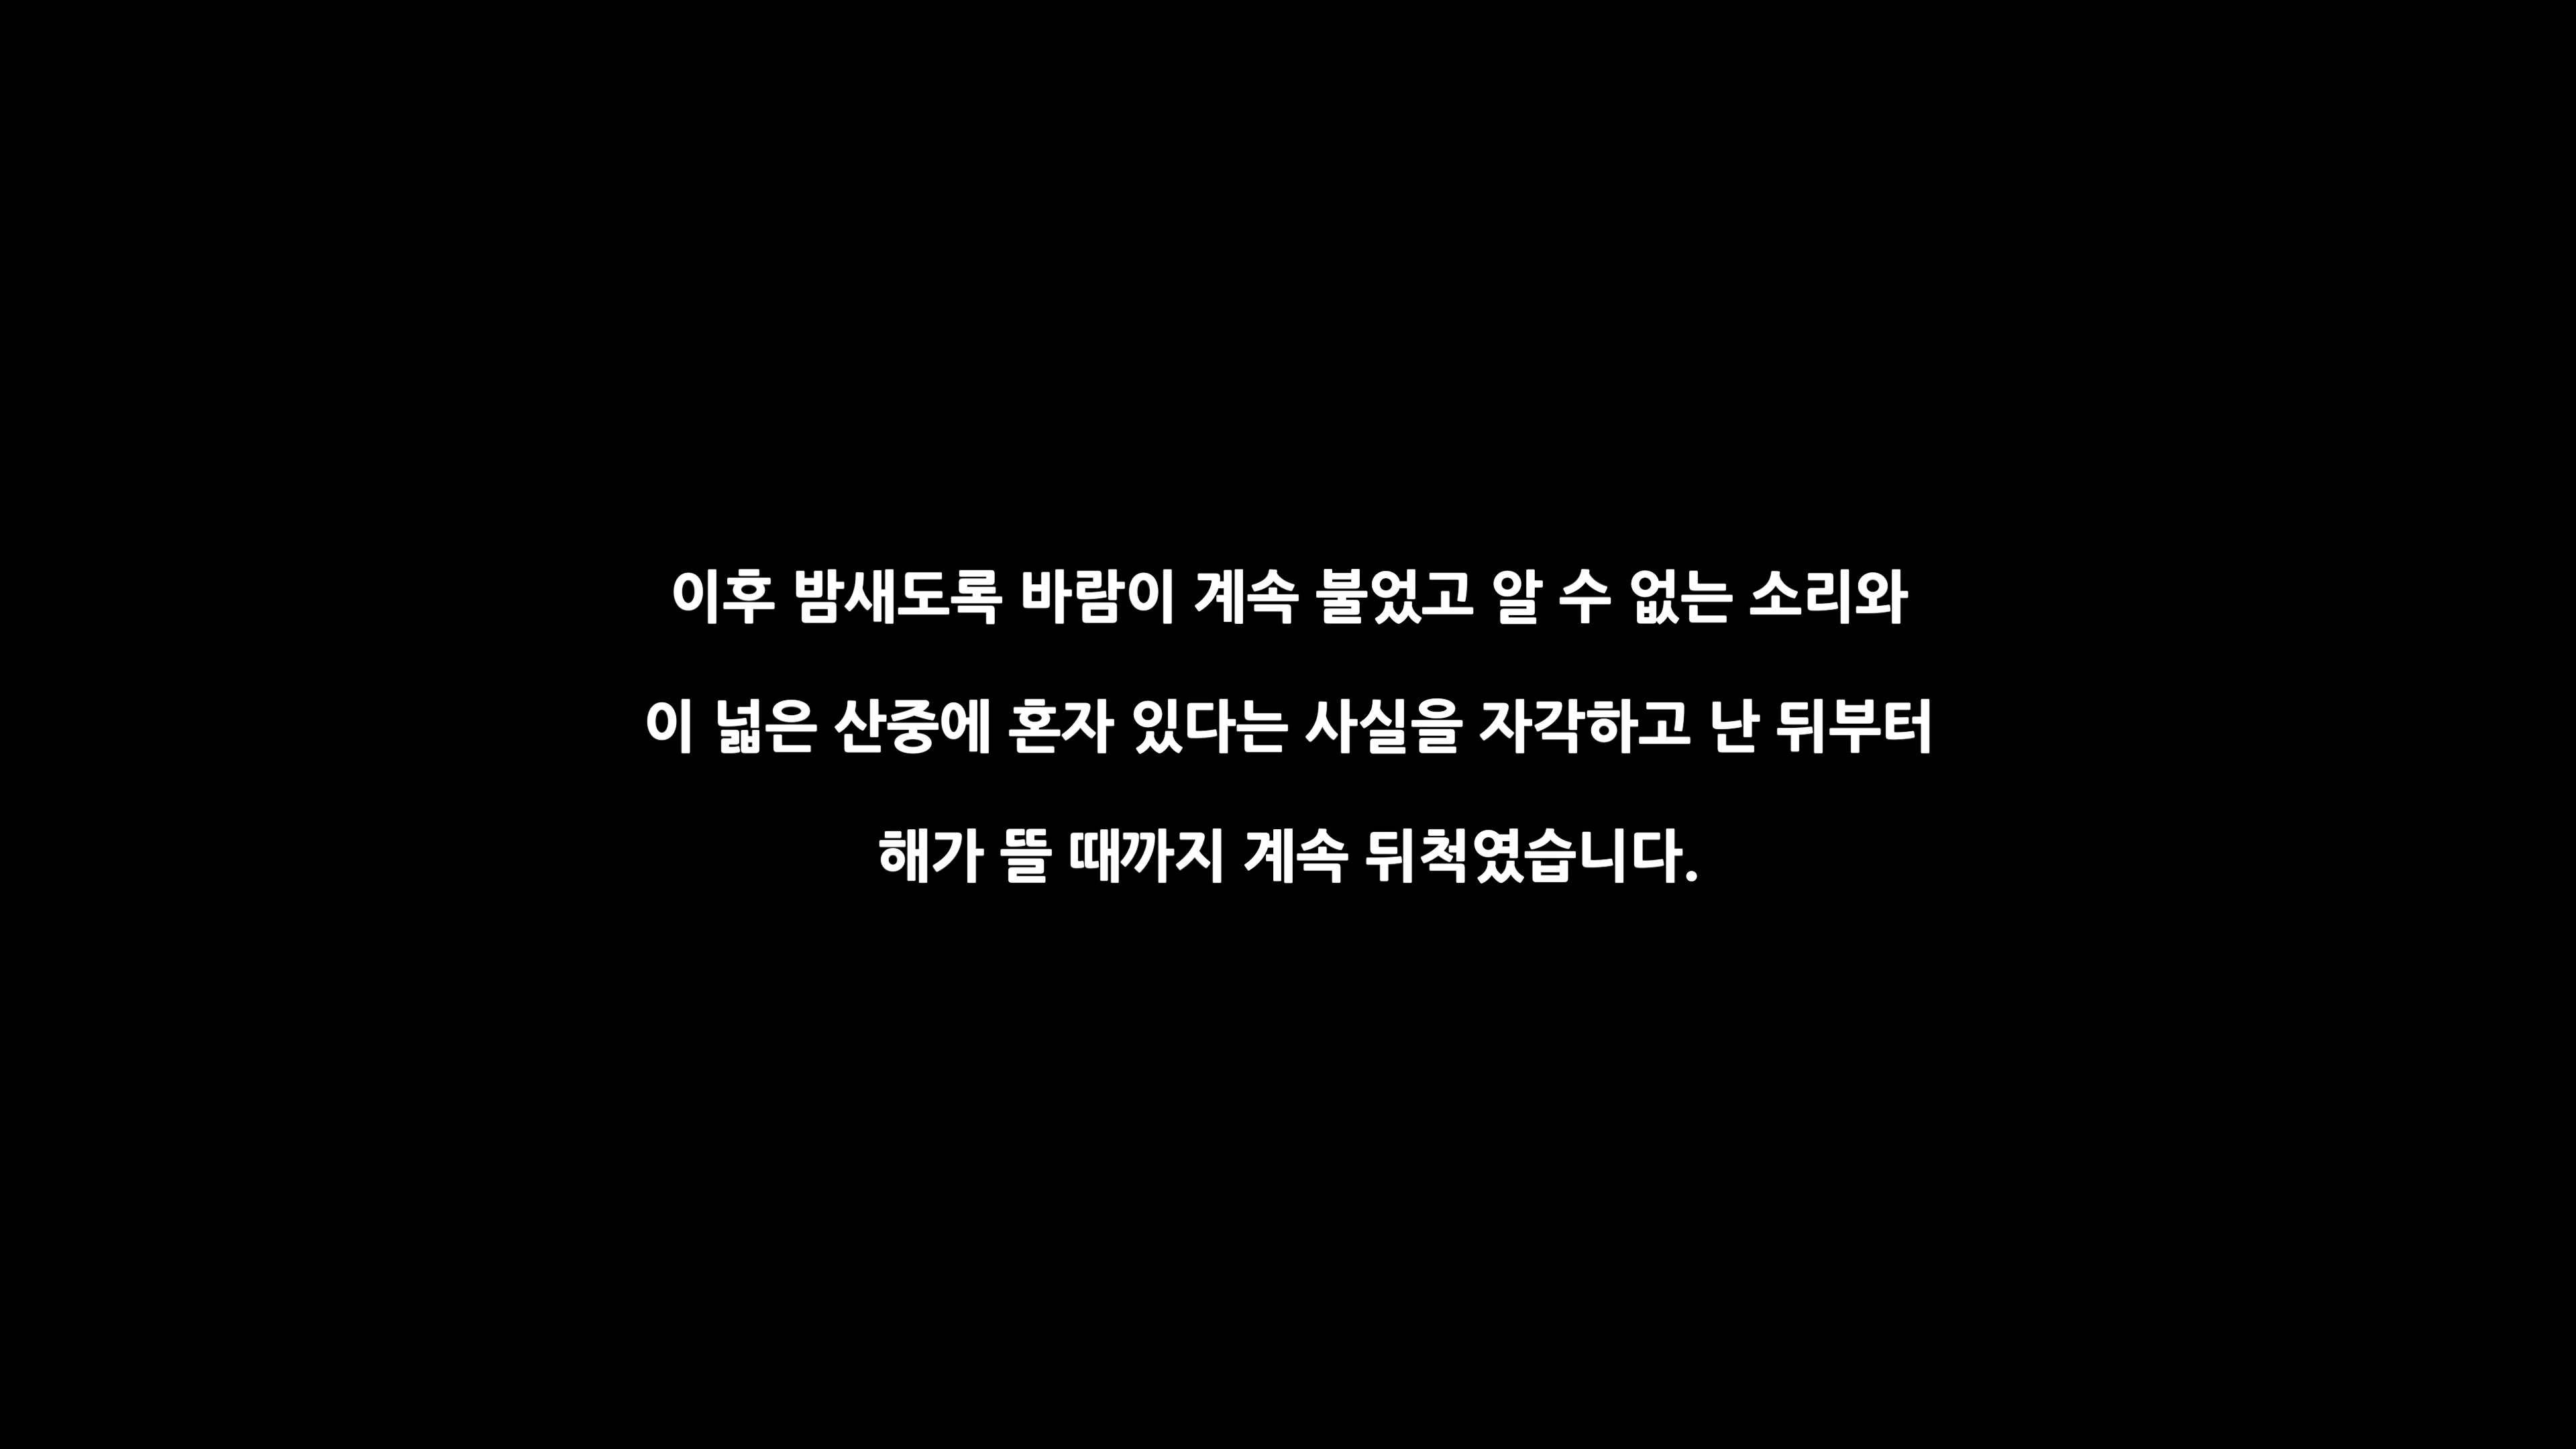 이후 밤새도록 바람이 계속 불었고 알 수 없는 소리와
이 넓은 산중에 혼자 있다는 사실을 자각하고 난 뒤부터
해가 뜰 때까지 계속 뒤척였습니다.